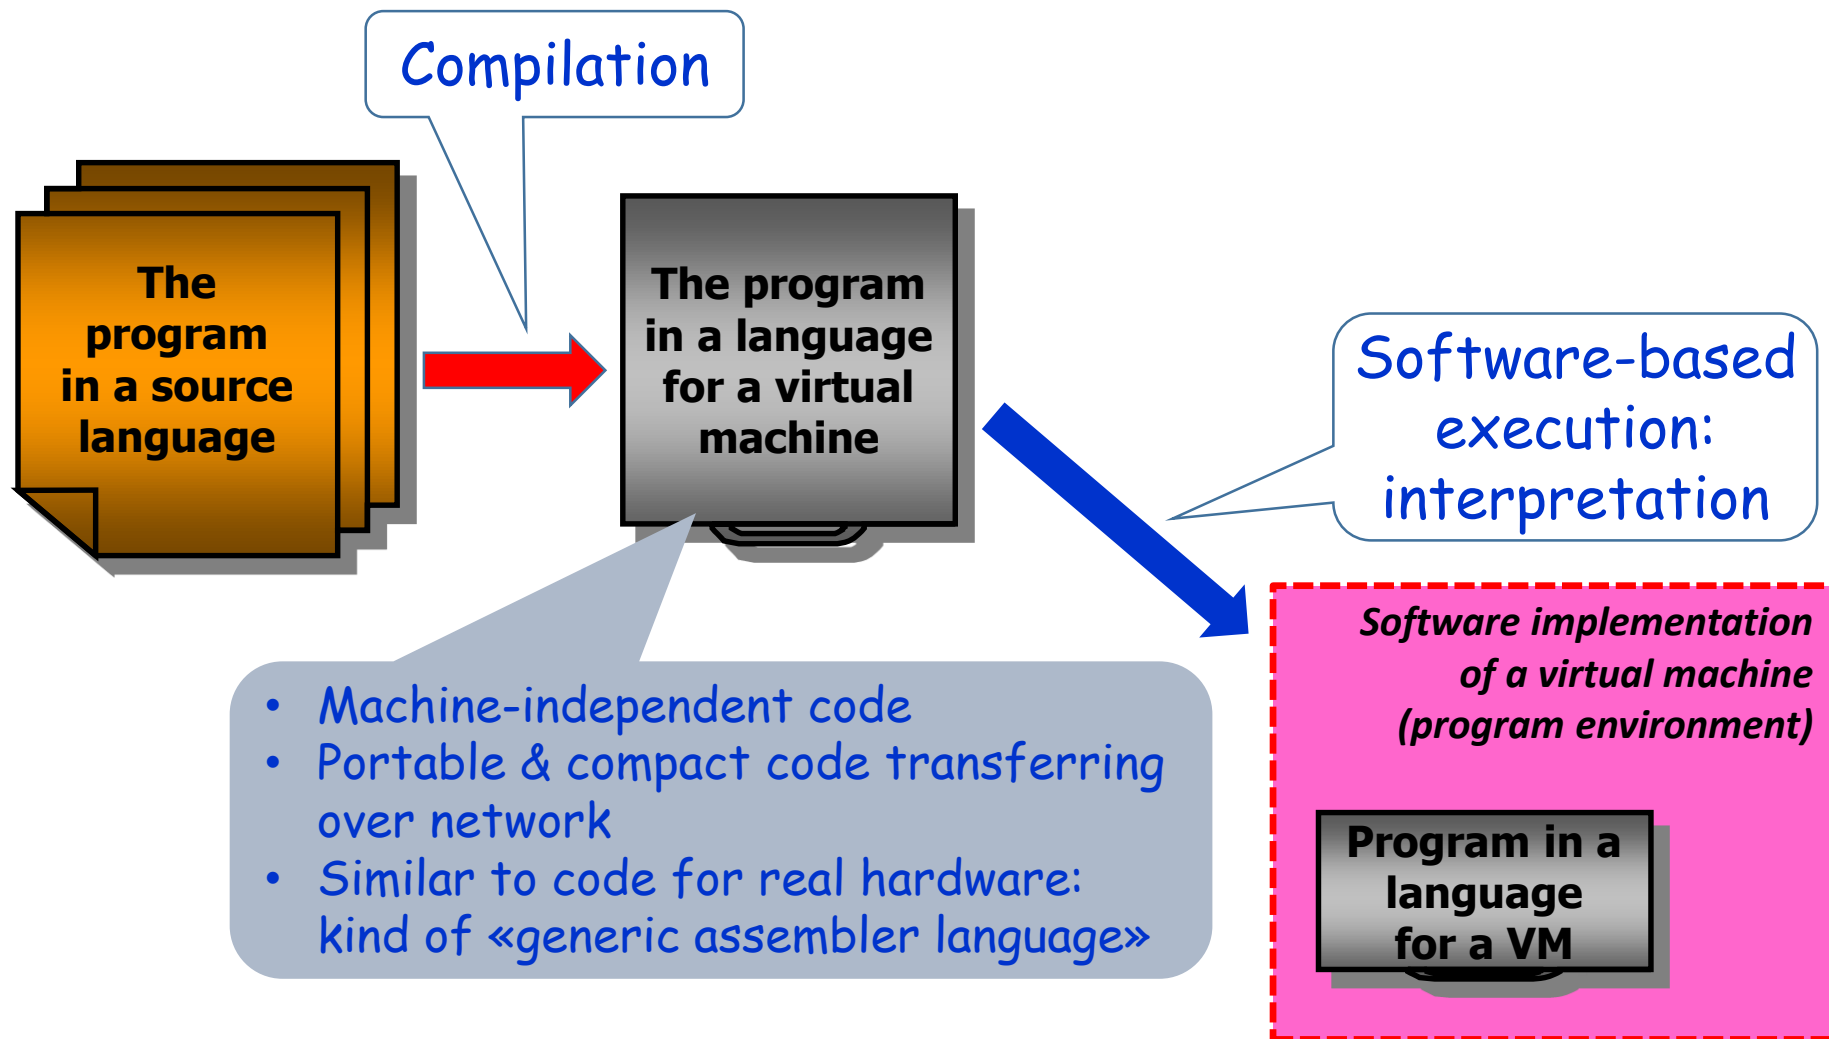 Compilation
The
program
in a source
language
The program
in a language
for a virtual
machine
Software-based
execution:
interpretation
• Machine-independent code
• Portable & compact code transferring
over network
• Similar to code for real hardware:
kind of «generic assembler language»
Software implementation
of a virtual machine
(program environment)
Program in a
language
for a VM